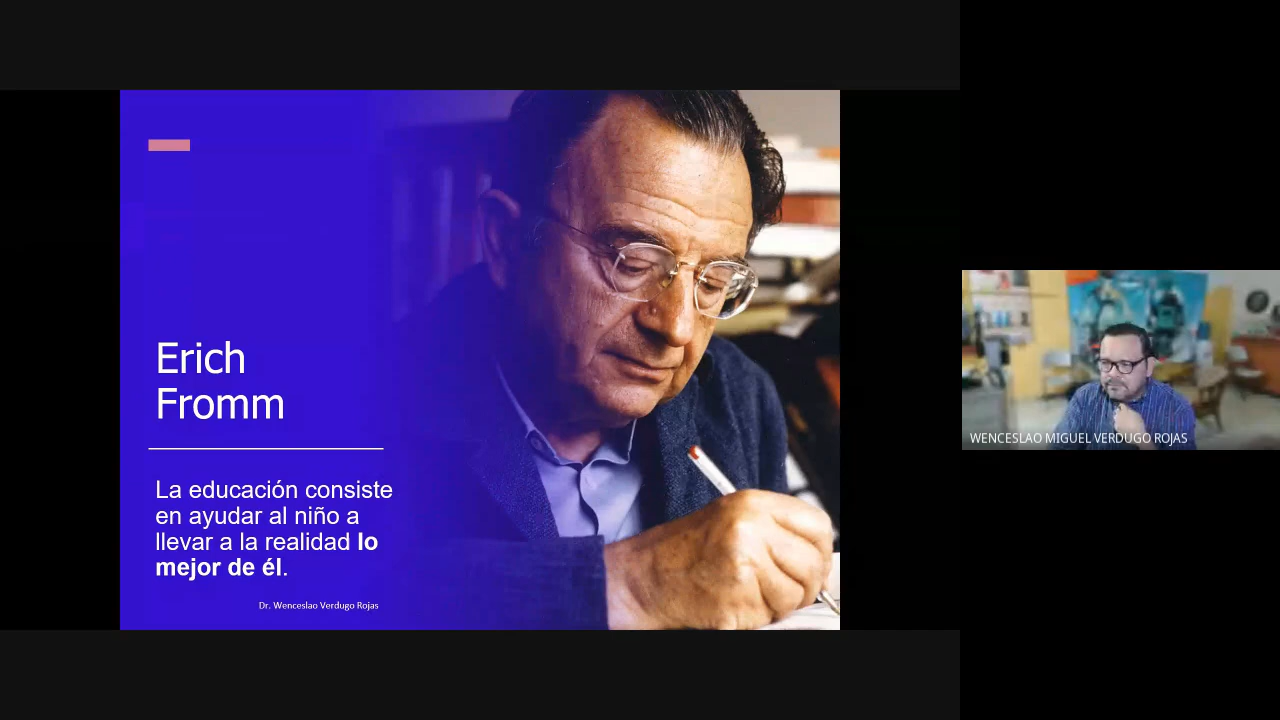 Erich
Fromm
La educación consiste
en ayudar al niño a
llevar a la realidad lo
mejor de él.
Dr. Wenceslao Verdugo Rojas
WENCESLAO MIGUEL VERDUGO ROJAS